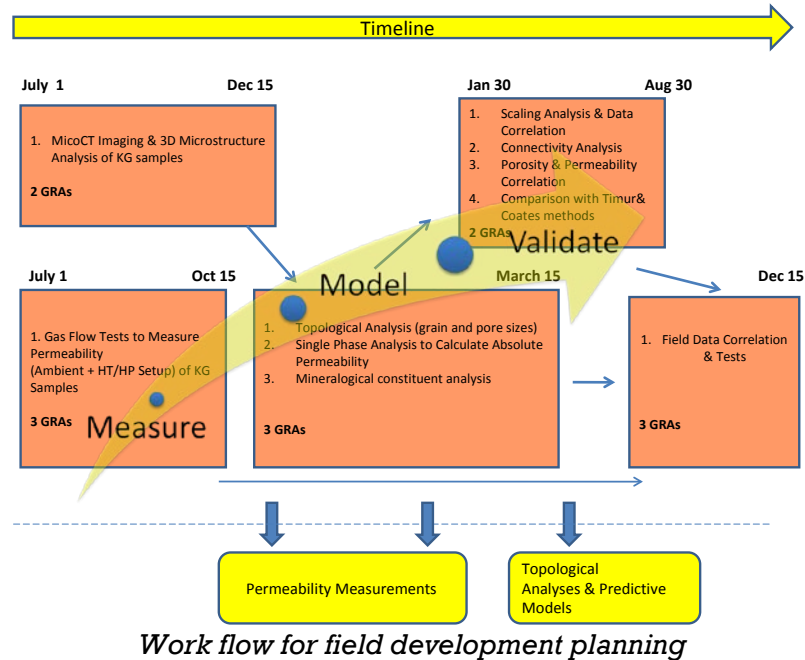 Timeline
July 1
Dec 15
1. MicoCT Imaging & 3D Microstructure
Analysis of KG samples
2 GRAs
Jan 30
Aug 30
1. Scaling Analysis & Data
Correlation
2. Connectivity Analysis
3. Porosity & Permeability
Correlation
4. Comparison with Timur&
Coates methods
2 GRAs
Validate
Model
Measure
July 1
Oct 15
1. Gas Flow Tests to Measure
Permeability
(Ambient + HT/HP Setup) of KG
Samples
3 GRAs
March 15
1. Topological Analysis (grain and pore sizes)
2. Single Phase Analysis to Calculate Absolute
Permeability
3. Mineralogical constituent analysis
3 GRAs
Dec 15
1. Field Data Correlation
& Tests
3 GRAs
Permeability Measurements
Topological
Analyses & Predictive
Models
Work flow for field development planning